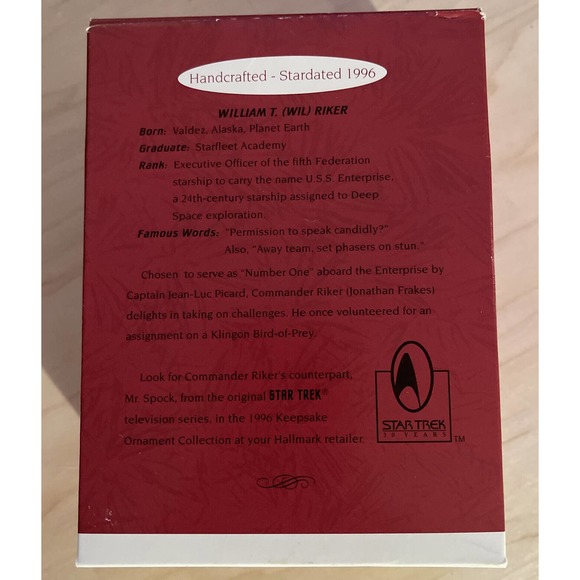 Handcrafted - Stardated 1996
WILLIAM T. (WIL) RIKER
Born: Valdez, Alaska, Planet Earth
Graduate: Starfleet Academy
Rank: Executive Officer of the fifth Federation
starship to carry the name U.S.S. Enterprise,
a 24th-century starship assigned to Deep
Space exploration.
Famous Words: "Permission to speak candidly?"
Also, "Away team, set phasers on stun."
Chosen to serve as "Number One" aboard the Enterprise by
Captain Jean-Luc Picard, Commander Riker (Jonathan Frakes)
delights in taking on challenges. He once volunteered for an
assignment on a Klingon Bird-of-Prey.
Look for Commander Riker's counterpart,
Mr. Spock, from the original STAR TREK®
television series, in the 1996 Keepsake
Ornament Collection at your Hallmark retailer.
STAR TREK
30 YEARS
TM